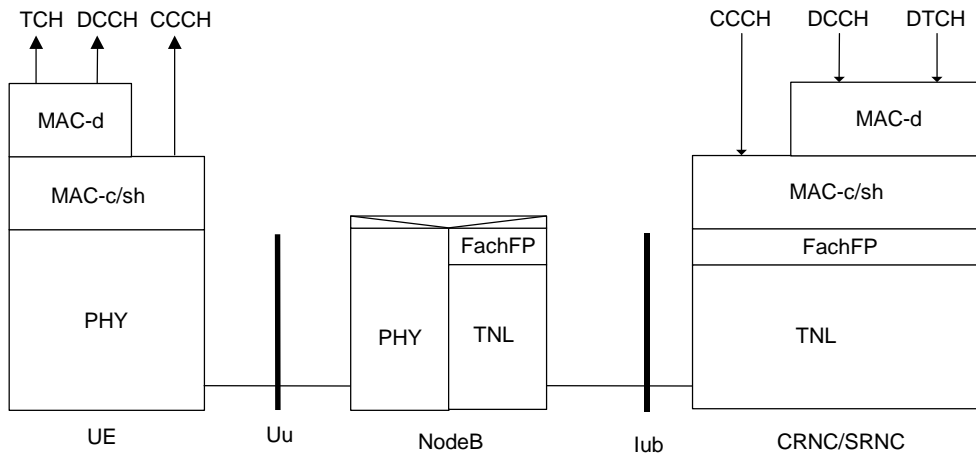 TCH DCCH CCCH CCCH DCCH DTCH
MAC-d MAC-d
MAC-c/sh MAC-c/sh
FachFP FachFP
PHY PHY TNL TNL
UE Uu NodeB Iub CRNC/SRNC